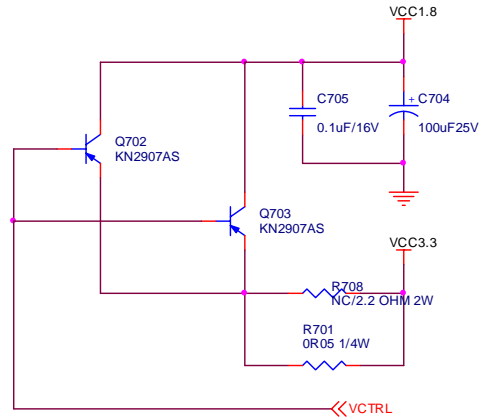 VCC1.8
C705
0.1uF/16V
+
C704
100uF25V
Q702
KN2907AS
Q703
KN2907AS
VCC3.3
R708
NC/2.2 OHM 2W
R701
0R05 1/4W
VCTRL